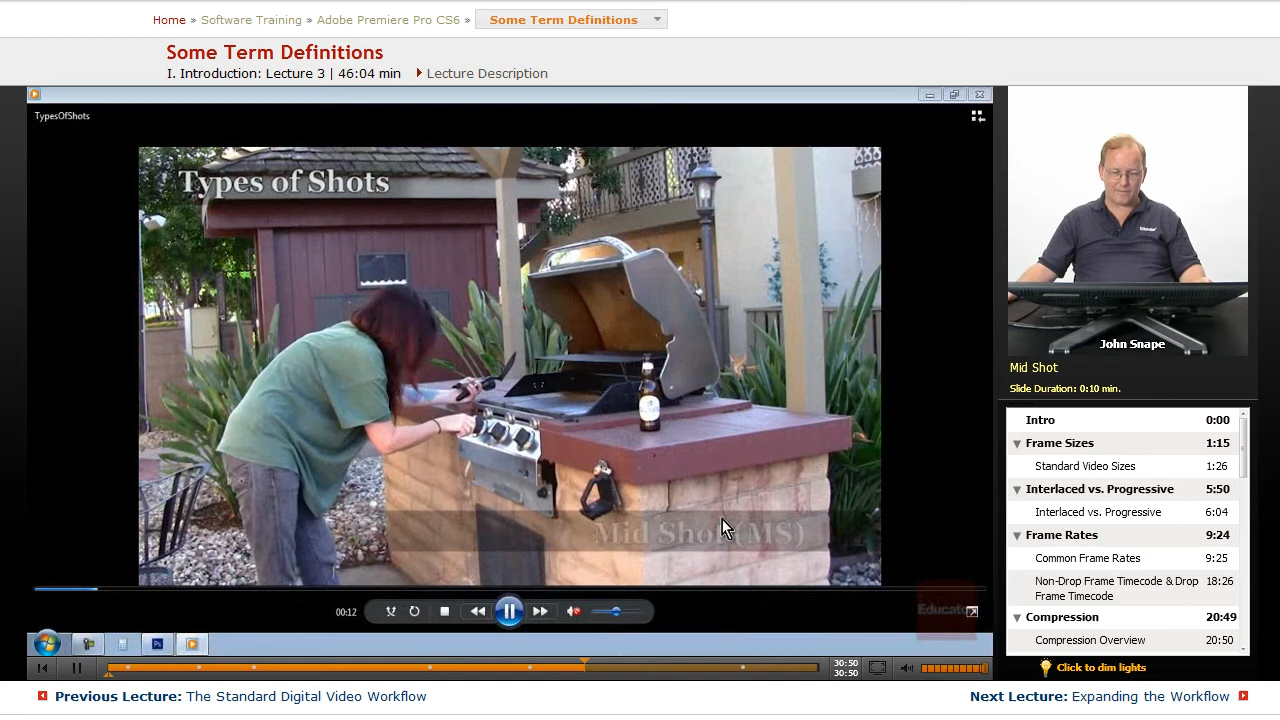 Home » Software Training » Adobe Premiere Pro CS6 » Some Term Definitions
Some Term Definitions
I. Introduction: Lecture 3 | 46:04 min Lecture Description
TypesOfShots
Types of Shots
Mid Shot (MS)
00:12
Educator
John Snape
Mid Shot
Slide Duration: 0:10 min.
Intro 0:00
Frame Sizes 1:15
Standard Video Sizes 1:26
Interlaced vs. Progressive 5:50
Interlaced vs. Progressive 6:04
Frame Rates 9:24
Common Frame Rates 9:25
Non-Drop Frame Timecode & Drop 18:26
Frame Timecode
Compression 20:49
Compression Overview 20:50
30:50
30:50
Click to dim lights
Previous Lecture: The Standard Digital Video Workflow
Next Lecture: Expanding the Workflow